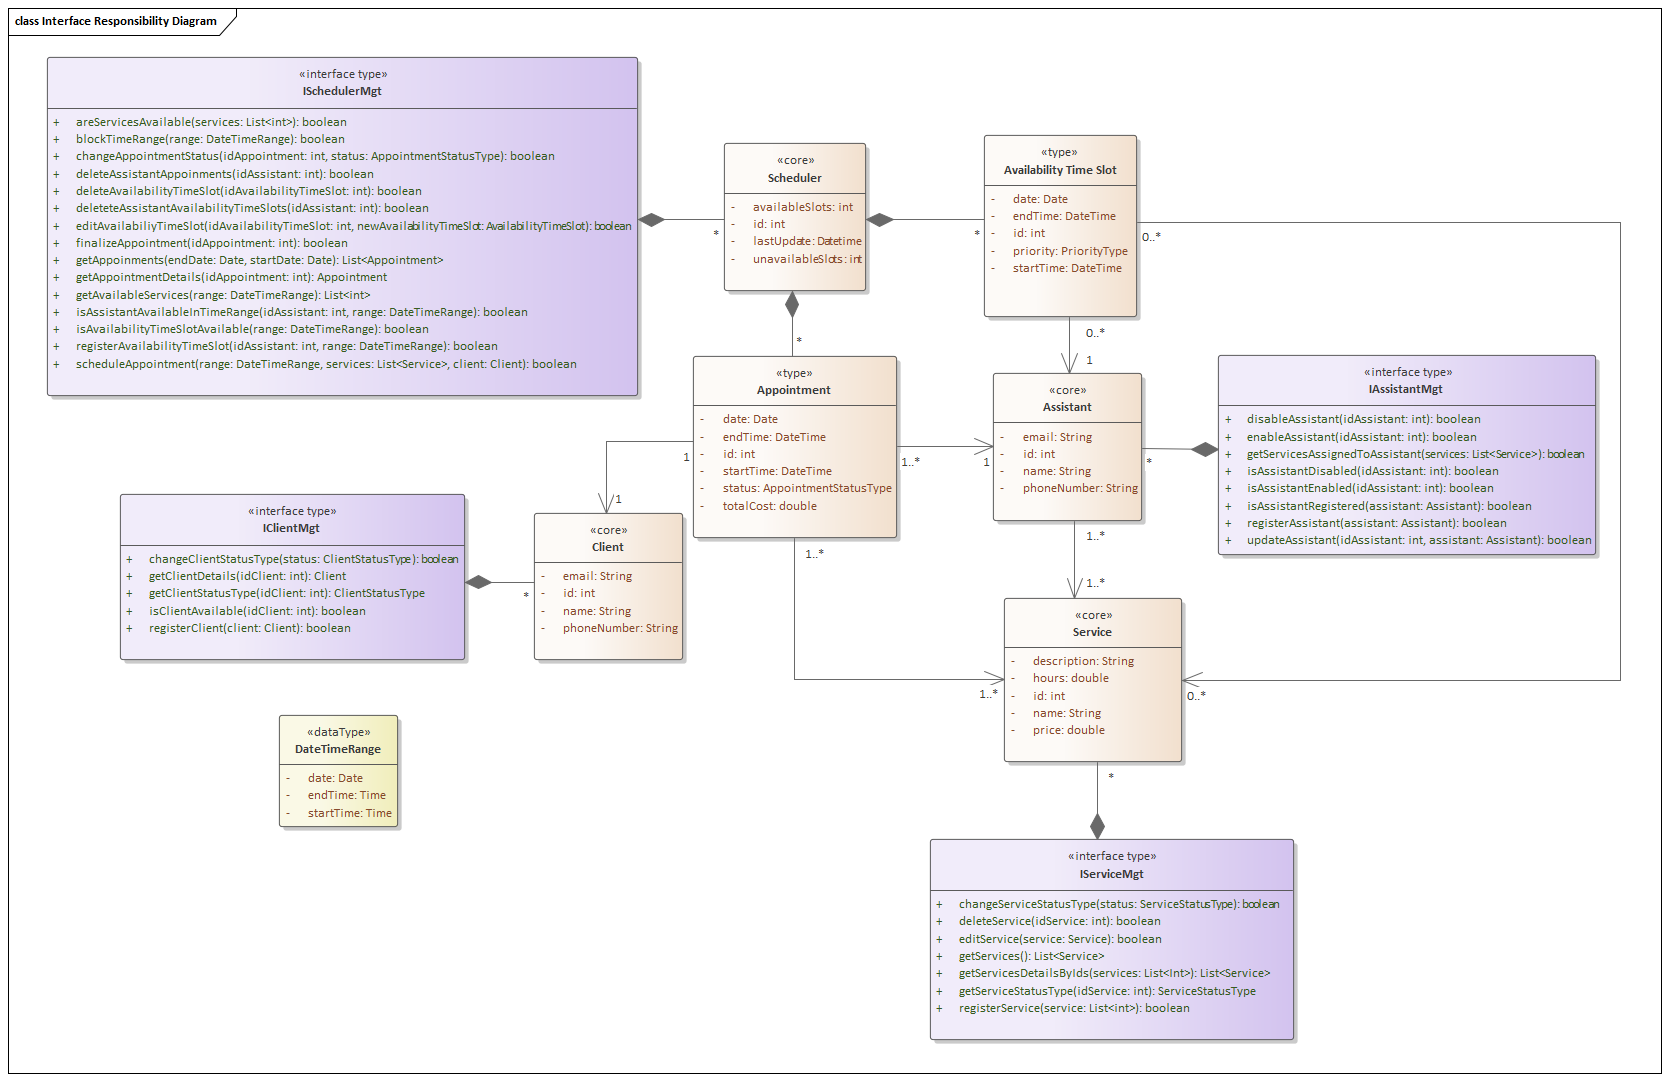 class Interface Responsibility Diagram
«interface type»
ISchedulerMgt
+ areServicesAvailable(services: List<int>): boolean
+ blockTimeRange(range: DateTimeRange): boolean
+ changeAppointmentStatus(idAppointment: int, status: AppointmentStatusType): boolean
+ deleteAssistantAppoinments(idAssistant: int): boolean
+ deleteAvailabilityTimeSlot(idAvailabilityTimeSlot: int): boolean
+ deleteteAssistantAvailabilityTimeSlots(idAssistant: int): boolean
+ editAvailabiliyTimeSlot(idAvailabilityTimeSlot: int, newAvailabilityTimeSlot: AvailabilityTimeSlot): boolean
+ finalizeAppointment(idAppointment: int): boolean
+ getAppoinments(endDate: Date, startDate: Date): List<Appointment>
+ getAppointmentDetails(idAppointment: int): Appointment
+ getAvailableServices(range: DateTimeRange): List<int>
+ isAssistantAvailableInTimeRange(idAssistant: int, range: DateTimeRange): boolean
+ isAvailabilityTimeSlotAvailable(range: DateTimeRange): boolean
+ registerAvailabilityTimeSlot(idAssistant: int, range: DateTimeRange): boolean
+ scheduleAppointment(range: DateTimeRange, services: List<Service>, client: Client): boolean
*
«core»
Scheduler
- availableSlots: int
- id: int
- lastUpdate: Datetime
- unavailableSlots: int
*
*
«type»
Availability Time Slot
- date: Date
- endTime: DateTime
- id: int
- priority: PriorityType
- startTime: DateTime
0..*
0..*
1
«type»
Appointment
- date: Date
- endTime: DateTime
- id: int
- startTime: DateTime
- status: AppointmentStatusType
- totalCost: double
1
1
1..*
1
1..*
1..*
«core»
Assistant
- email: String
- id: int
- name: String
- phoneNumber: String
*
1..*
1..*
«interface type»
IAssistantMgt
+ disableAssistant(idAssistant: int): boolean
+ enableAssistant(idAssistant: int): boolean
+ getServicesAssignedToAssistant(services: List<Service>): boolean
+ isAssistantDisabled(idAssistant: int): boolean
+ isAssistantEnabled(idAssistant: int): boolean
+ isAssistantRegistered(assistant: Assistant): boolean
+ registerAssistant(assistant: Assistant): boolean
+ updateAssistant(idAssistant: int, assistant: Assistant): boolean
«interface type»
IClientMgt
+ changeClientStatusType(status: ClientStatusType): boolean
+ getClientDetails(idClient: int): Client
+ getClientStatusType(idClient: int): ClientStatusType
+ isClientAvailable(idClient: int): boolean
+ registerClient(client: Client): boolean
*
«core»
Client
- email: String
- id: int
- name: String
- phoneNumber: String
«core»
Service
- description: String
- hours: double
- id: int
- name: String
- price: double
0..*
*
«dataType»
DateTimeRange
- date: Date
- endTime: Time
- startTime: Time
«interface type»
IServiceMgt
+ changeServiceStatusType(status: ServiceStatusType): boolean
+ deleteService(idService: int): boolean
+ editService(service: Service): boolean
+ getServices(): List<Service>
+ getServicesDetailsByIds(services: List<Int>): List<Service>
+ getServiceStatusType(idService: int): ServiceStatusType
+ registerService(service: List<int>): boolean